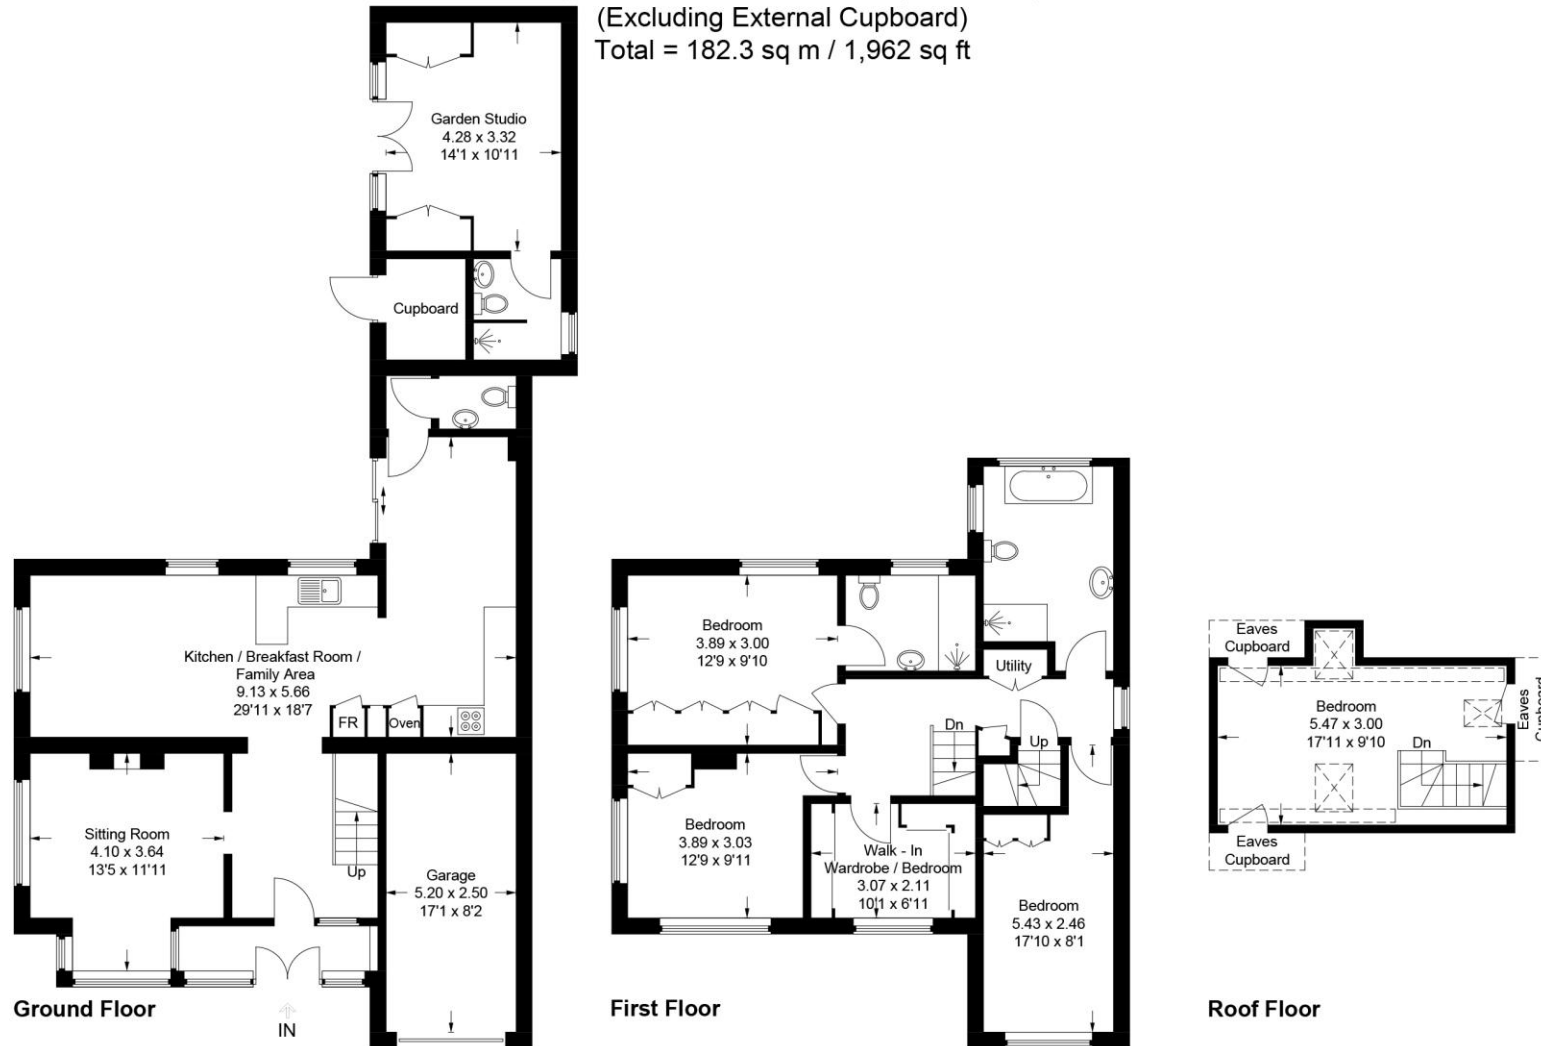 (Excluding External Cupboard)
Total = 182.3 sq m / 1,962 sq ft
Garden Studio
4.28 x 3.32
14'1 x 10'11
Cupboard
Kitchen / Breakfast Room /
Family Area
9.13 x 5.66
29'11 x 18'7
FR
Oven
Sitting Room
4.10 x 3.64
13'5 x 11'11
Up
Garage
5.20 x 2.50
17'1 x 8'2
Ground Floor
IN
Bedroom
3.89 x 3.00
12'9 x 9'10
Utility
Dn
Up
Bedroom
3.89 x 3.03
12'9 x 9'11
Walk - In
Wardrobe / Bedroom
3.07 x 2.11
10'1 x 6'11
Bedroom
5.43 x 2.46
17'10 x 8'1
First Floor
Eaves
Cupboard
Bedroom
5.47 x 3.00
17'11 x 9'10
Dn
Eaves
Cupboard
Eaves
Cupboard
Roof Floor